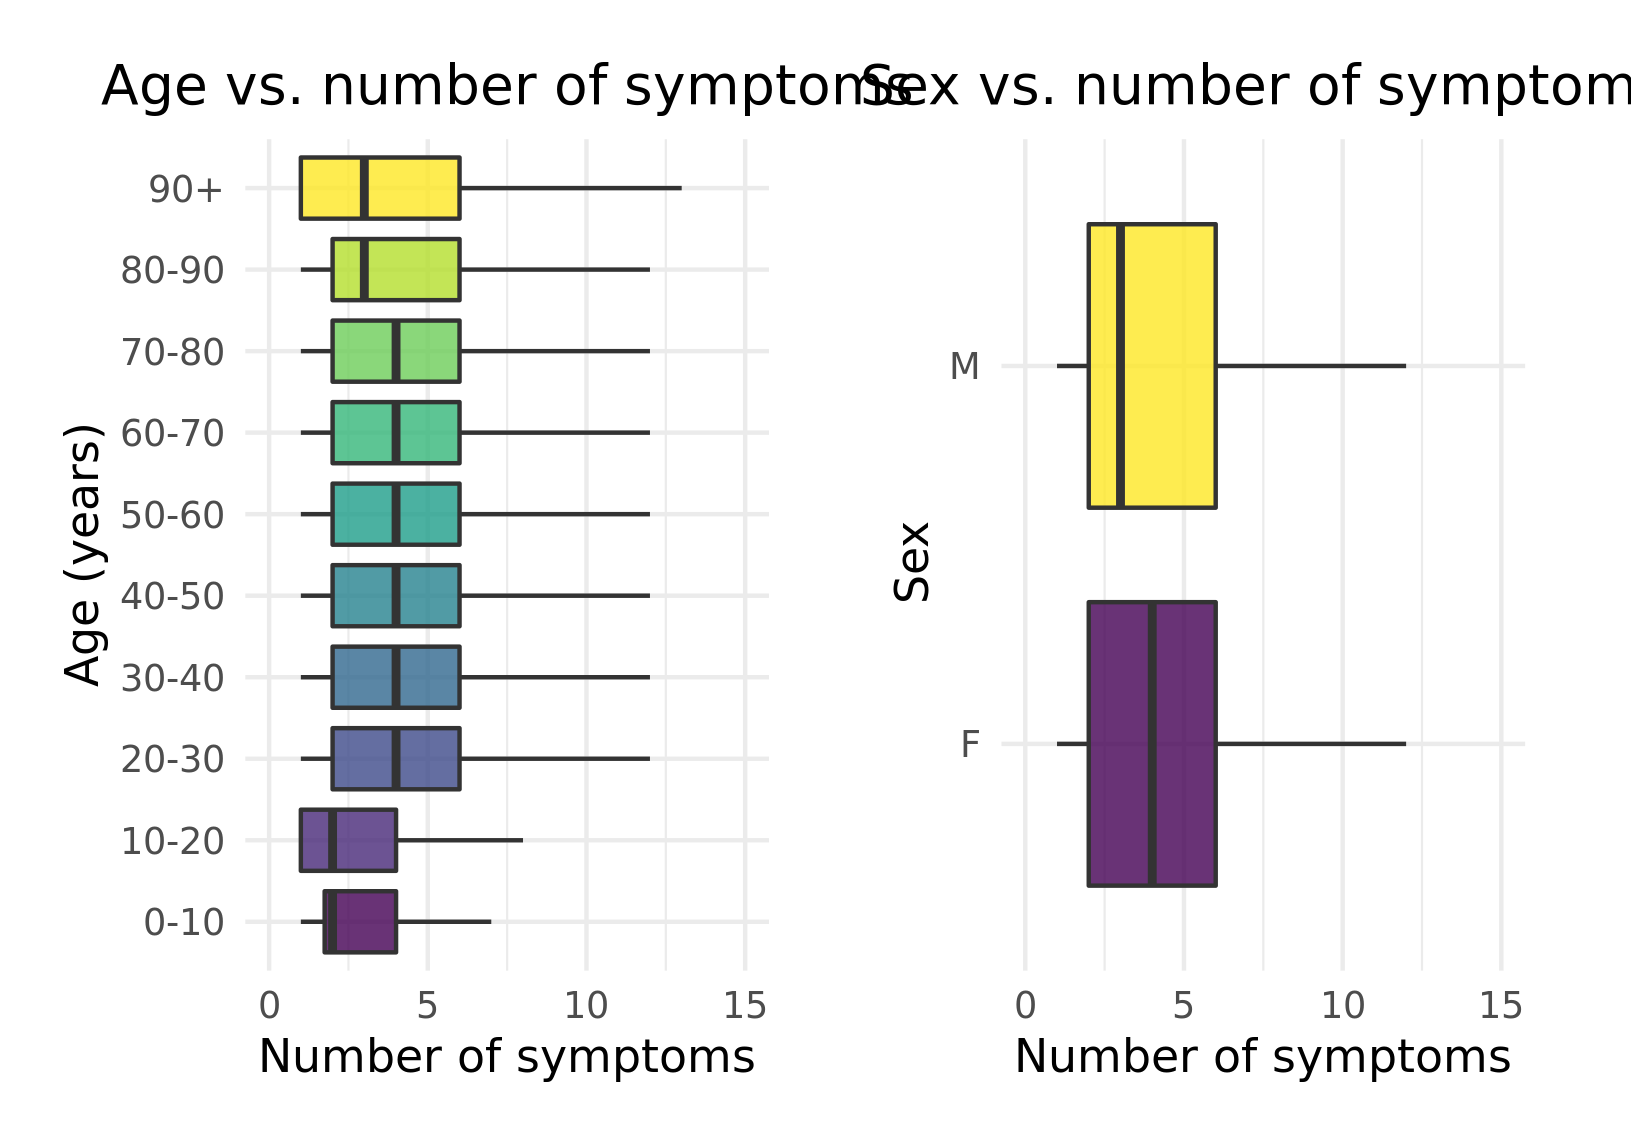 Age vs. number of symptoms
90+
80-90
70-80
60-70
50-60
40-50
30-40
20-30
10-20
0-10
Age (years)
0 5 10 15
Number of symptoms
Sex vs. number of symptom
M
F
Sex
0 5 10 15
Number of symptoms